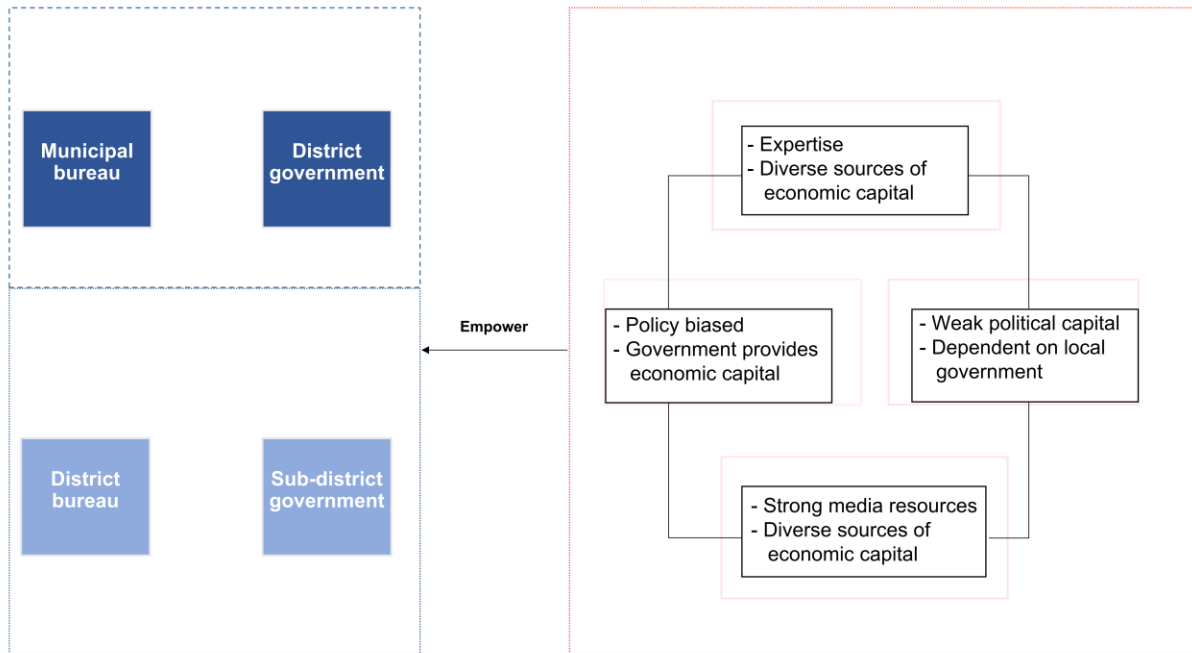 Municipal
bureau
District
government
District
bureau
Sub-district
government
Empower
- Expertise
- Diverse sources of
economic capital
- Policy biased
- Government provides
economic capital
- Weak political capital
- Dependent on local
government
- Strong media resources
- Diverse sources of
economic capital